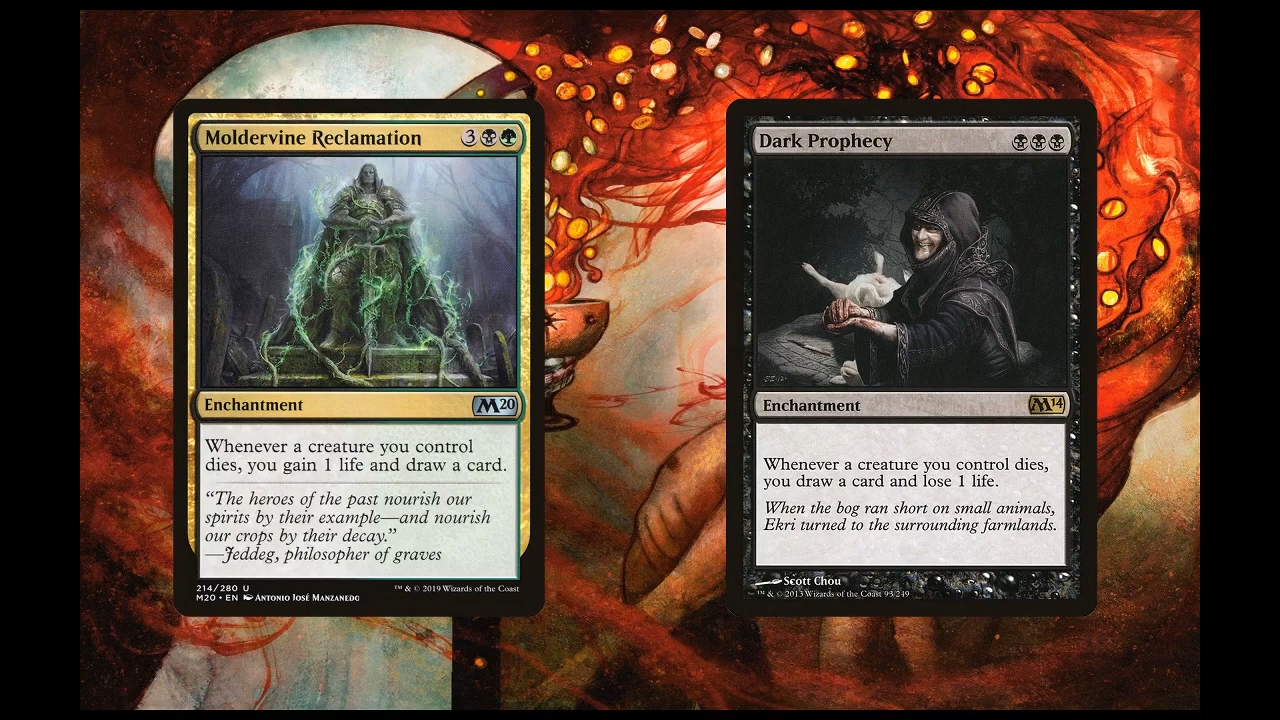 Moldervine Reclamation 3
Enchantment M20
Whenever a creature you control
dies, you gain 1 life and draw a card.
“The heroes of the past nourish our
spirits by their example—and nourish
our crops by their decay.”
—Jeddeg, philosopher of graves
214/280 U
M20 • EN Antonio José Manzanedo
™ & © 2019 Wizards of the Coast
Dark Prophecy
Enchantment M14
Whenever a creature you control dies,
you draw a card and lose 1 life.
When the bog ran short on small animals,
Ekri turned to the surrounding farmlands.
Scott Chou
™ & © 2013 Wizards of the Coast 93/249